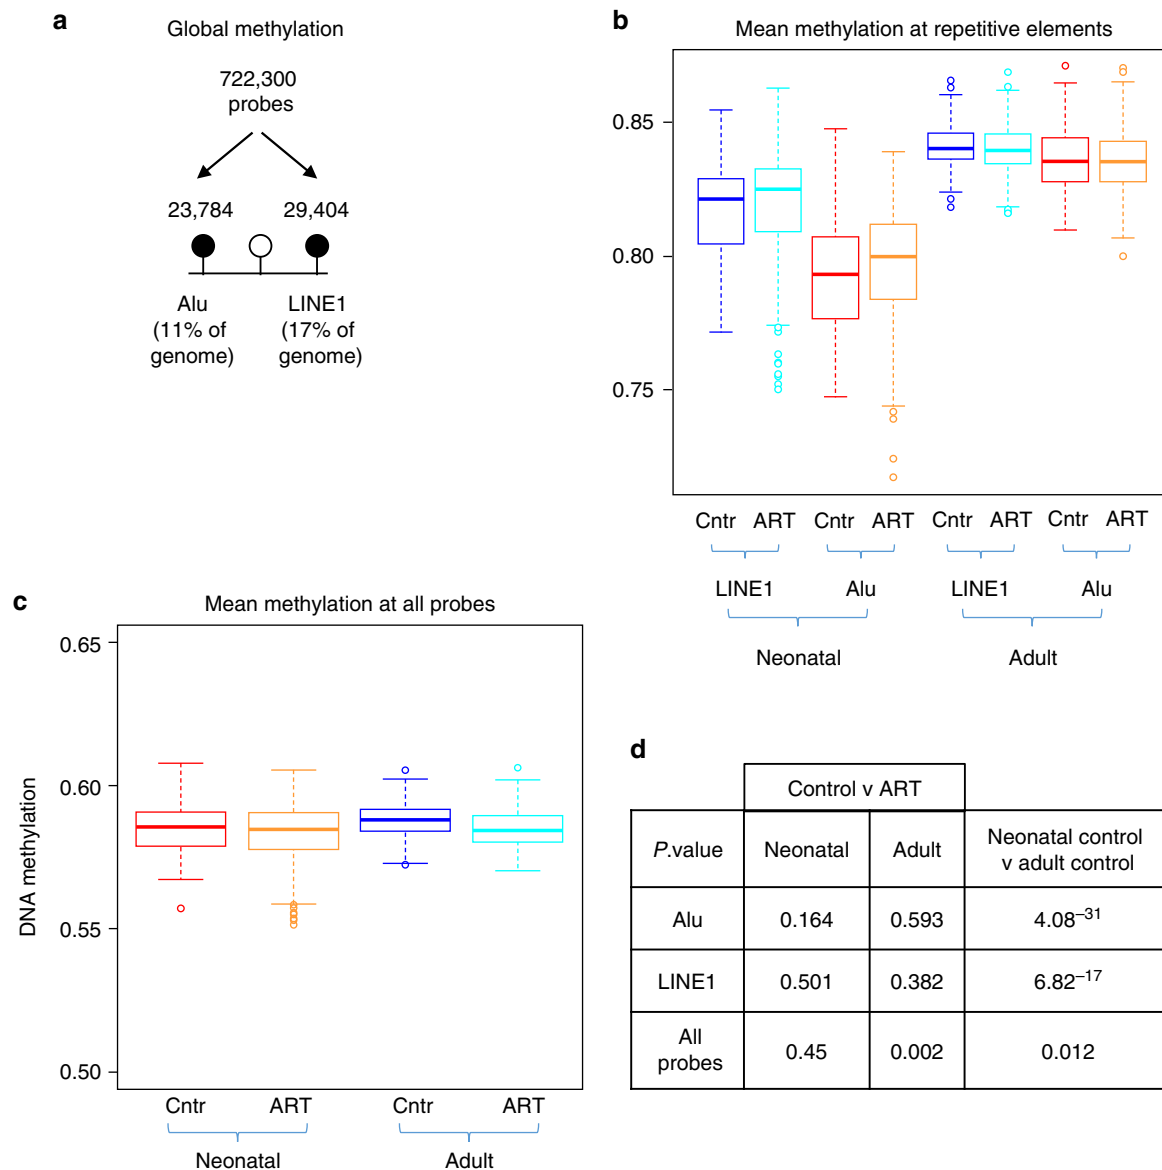 a
Global methylation
722,300
probes
23,784
29,404
Alu
(11% of
genome)
LINE1
(17% of
genome)
b
Mean methylation at repetitive elements
0.85
0.80
0.75
Cntr ART Cntr ART Cntr ART Cntr ART
LINE1 Alu LINE1 Alu
Neonatal Adult
c
Mean methylation at all probes
DNA methylation
0.65
0.60
0.55
0.50
Cntr ART Cntr ART
Neonatal Adult
d
Control v ART
P.value Neonatal Adult Neonatal control
v adult control
Alu 0.164 0.593 4.08⁻³¹
LINE1 0.501 0.382 6.82⁻¹⁷
All
probes 0.45 0.002 0.012